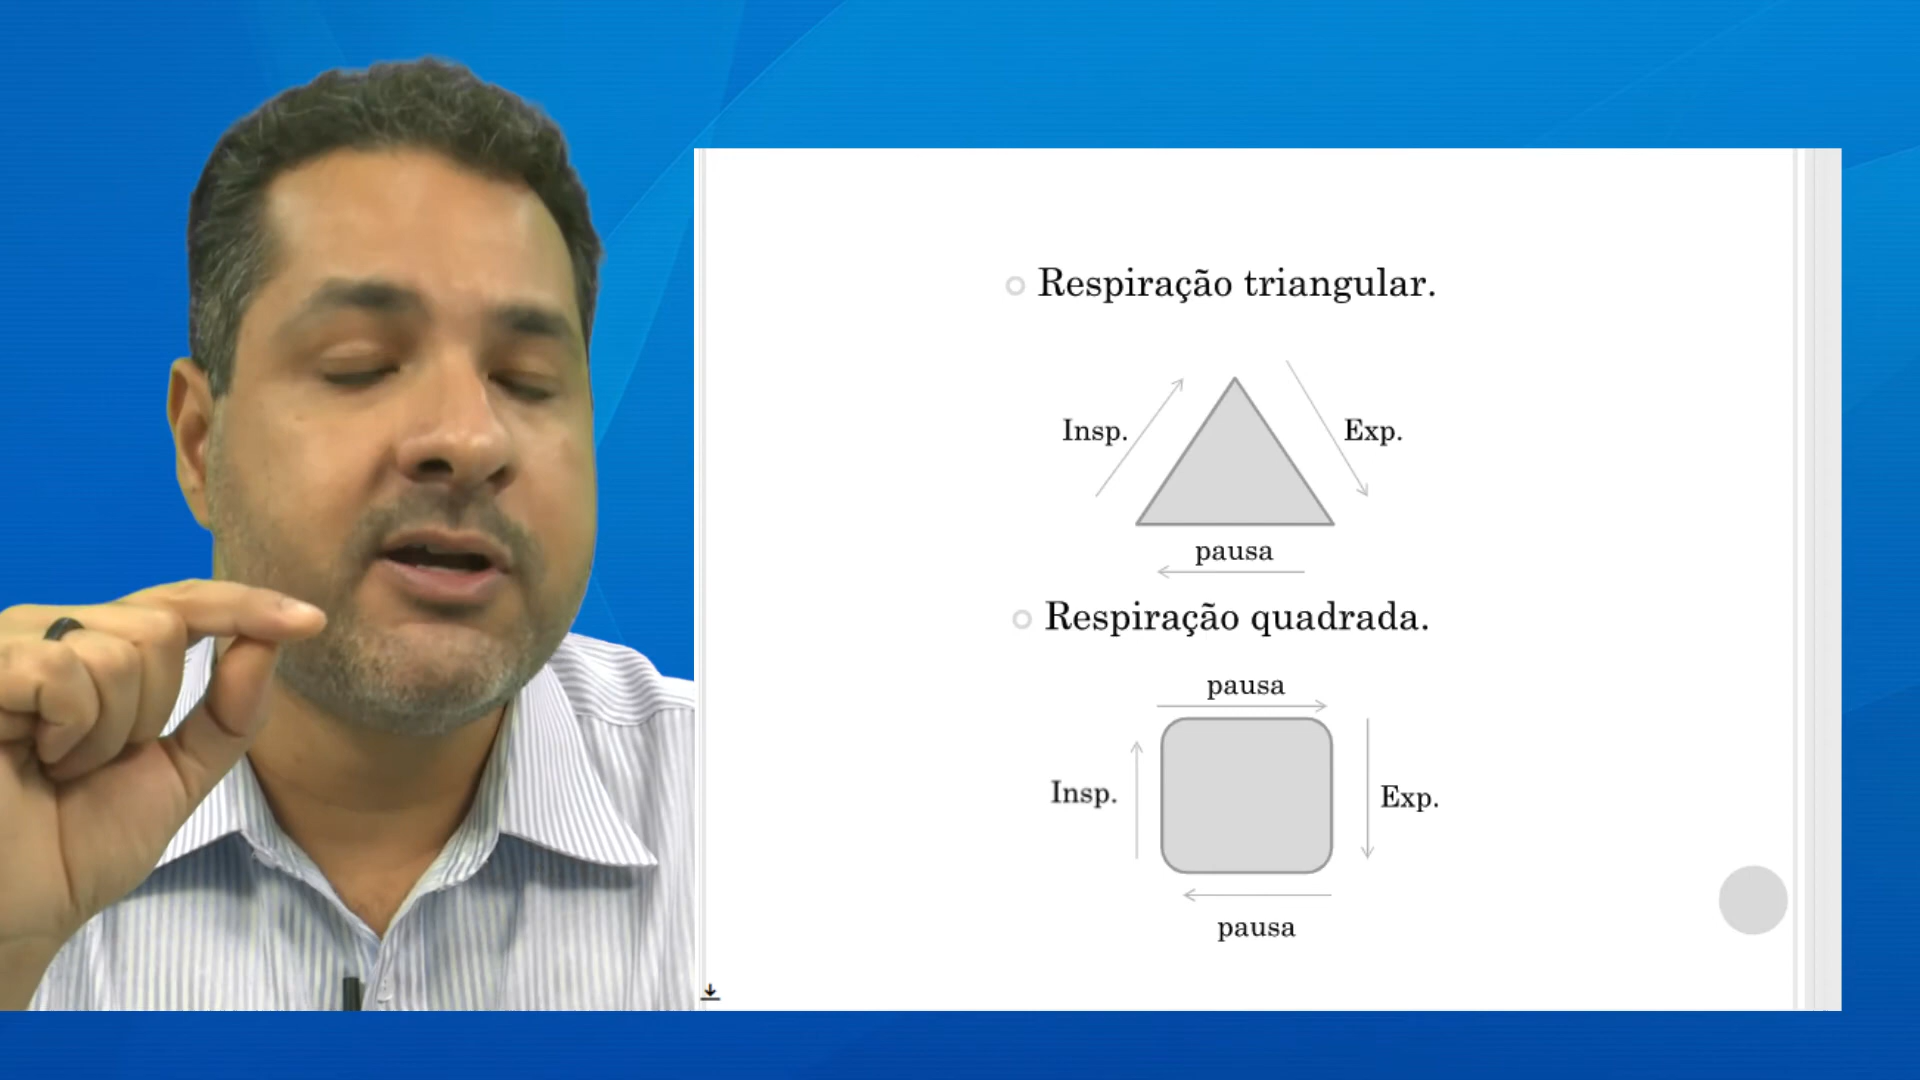 Respiração triangular.
Insp.
Exp.
pausa
Respiração quadrada.
pausa
Insp.
Exp.
pausa